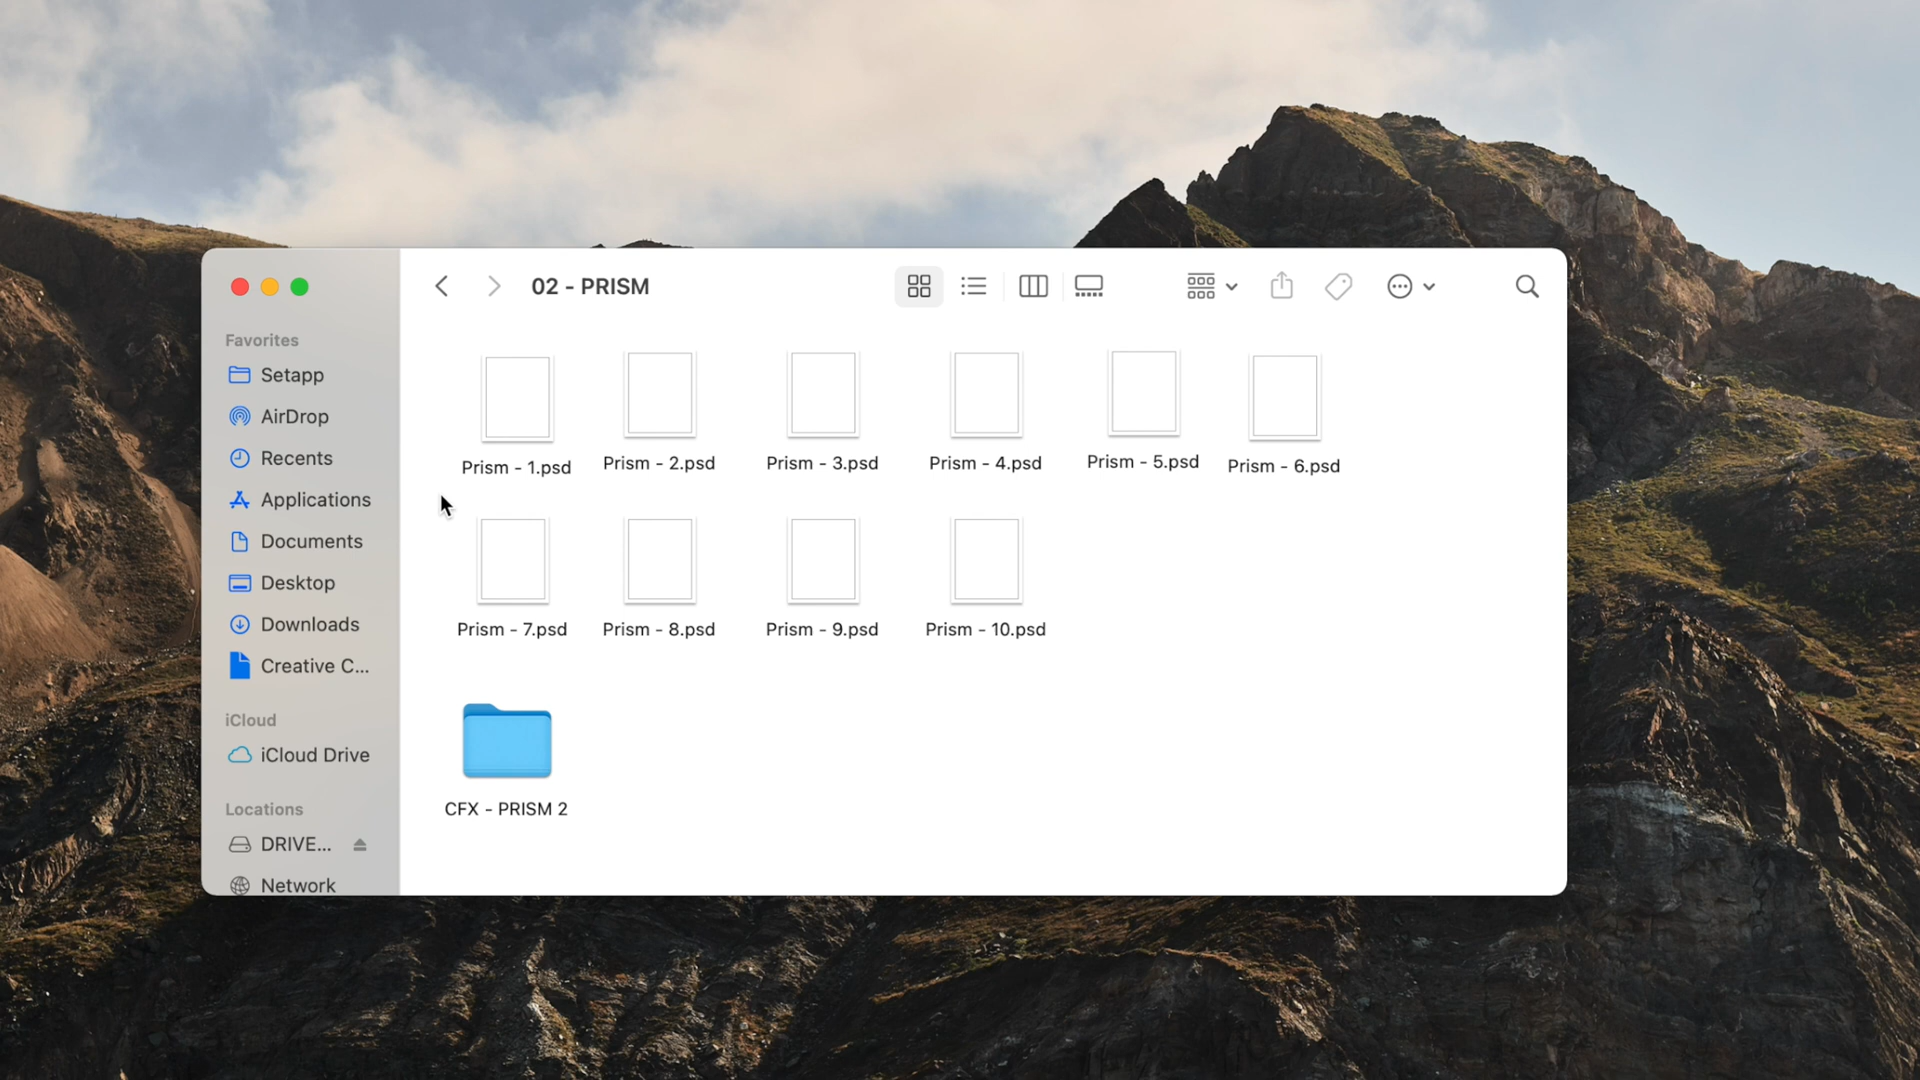 02 - PRISM
Favorites
Setapp
AirDrop
Recents
Applications
Documents
Desktop
Downloads
Creative C...
iCloud
iCloud Drive
Locations
DRIVE...
Network
Prism - 1.psd
Prism - 2.psd
Prism - 3.psd
Prism - 4.psd
Prism - 5.psd
Prism - 6.psd
Prism - 7.psd
Prism - 8.psd
Prism - 9.psd
Prism - 10.psd
CFX - PRISM 2